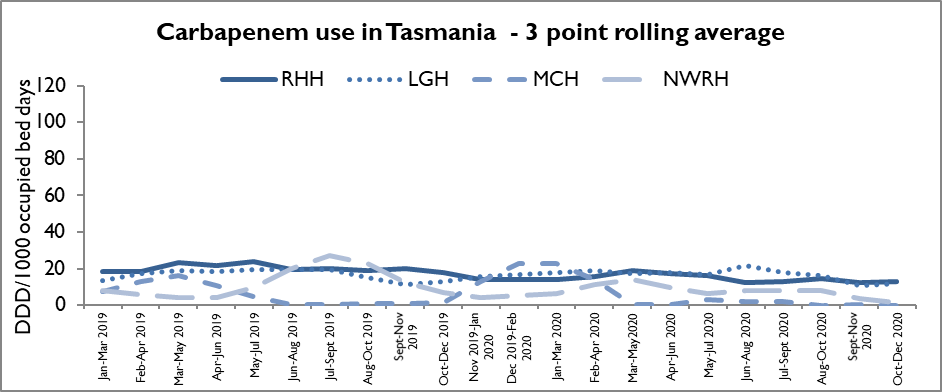 Carbapenem use in Tasmania - 3 point rolling average
RHH LGH MCH NWRH
DDD/1000 occupied bed days
120
100
80
60
40
20
0
Jan-Mar 2019
Feb-Apr 2019
Mar-May 2019
Apr-Jun 2019
May-Jul 2019
Jun-Aug 2019
Jul-Sept 2019
Aug-Oct 2019
Sept-Nov
2019
Oct-Dec 2019
Nov 2019-Jan
2020
Dec 2019-Feb
2020
Jan-Mar 2020
Feb-Apr 2020
Mar-May2020
Apr-Jun 2020
May-Jul 2020
Jun-Aug 2020
Jul-Sept 2020
Aug-Oct 2020
Sept-Nov
2020
Oct-Dec 2020